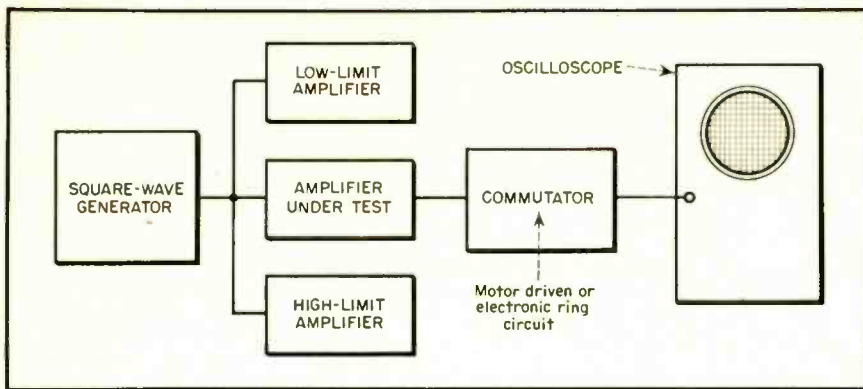 LOW-LIMIT
AMPLIFIER
OSCILLOSCOPE
SQUARE-WAVE
GENERATOR
AMPLIFIER
UNDER TEST
COMMUTATOR
Motor driven or
electronic ring
circuit
HIGH-LIMIT
AMPLIFIER